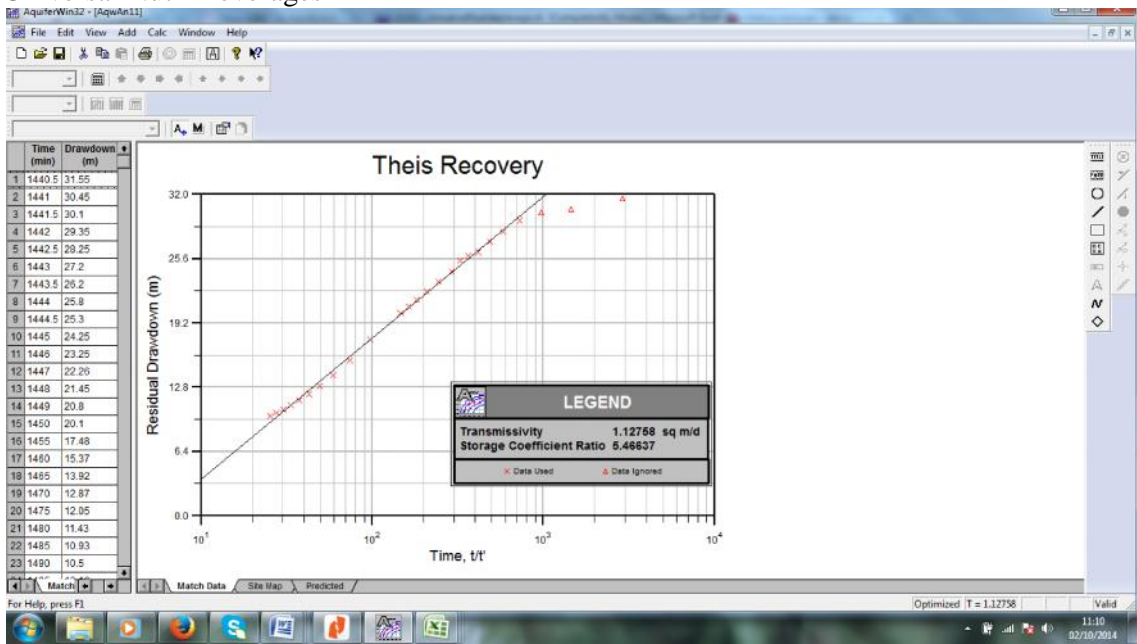 AquiferWin32 - [AqwAn11]
File Edit View Add Calc Window Help
Time (min) Drawdown (m)
1 1440.5 31.55
2 1441 30.45
3 1441.5 30.1
4 1442 29.35
5 1442.5 28.25
6 1443 27.2
7 1443.5 26.2
8 1444 25.8
9 1444.5 25.3
10 1445 24.25
11 1446 23.25
12 1447 22.26
13 1448 21.45
14 1449 20.8
15 1450 20.1
16 1455 17.48
17 1460 15.37
18 1465 13.92
19 1470 12.87
20 1475 12.05
21 1480 11.43
22 1485 10.93
23 1490 10.5
Match
Theis Recovery
Residual Drawdown (m)
32.0
25.6
19.2
12.8
6.4
0.0
10¹ 10² 10³ 10⁴
Time, t/t'
LEGEND
Transmissivity 1.12758 sq m/d
Storage Coefficient Ratio 5.46637
Data Used Data Ignored
Match Data Site Map Predicted
For Help, press F1
Optimized T = 1.12758 Valid
11:10
02/10/2014